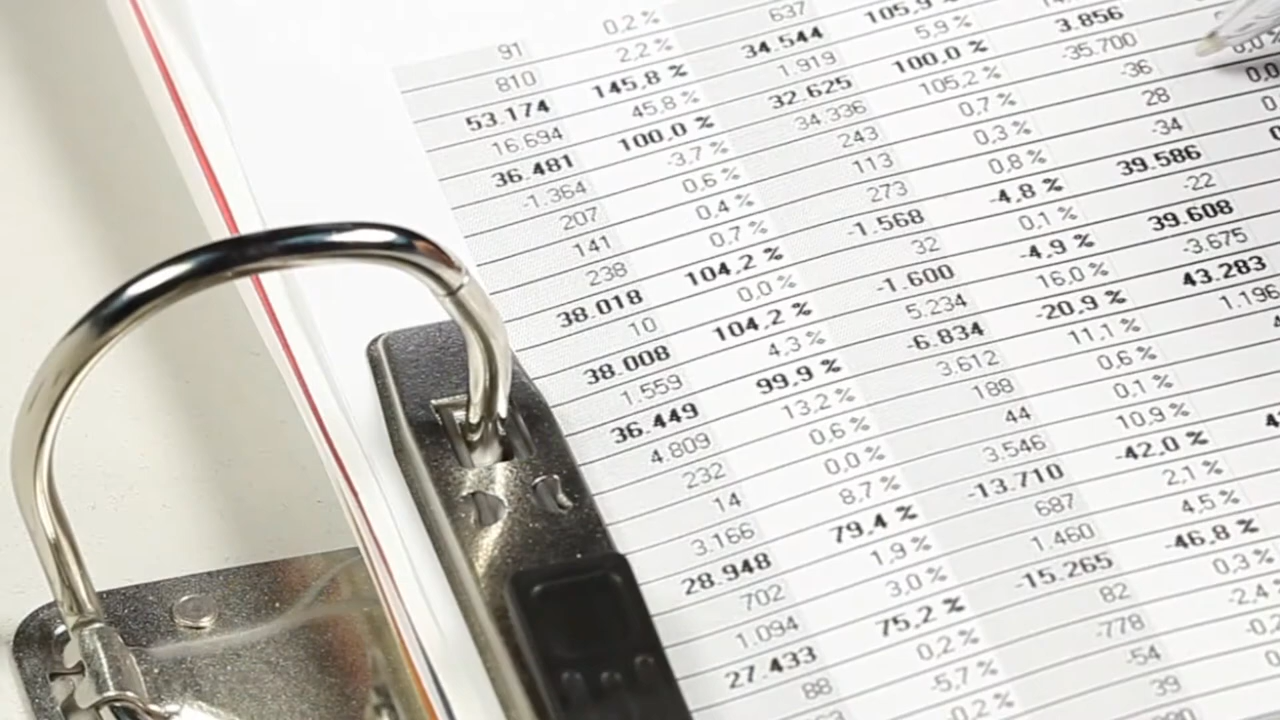 91 0,2 % 637
810 2,2 %
53.174 145,8 % 34.544 105,9 %
16.694 45,8 % 1.919 5,9 %
36.481 100,0 % 32.625 100,0 % 3.856
-1.364 -3,7 % 34.336 105,2 % -35.700
207 0,6 % 243 0,7 % -36 0,0 %
141 0,4 % 113 0,3 % 28
238 0,7 % 273 0,8 % -34
38.018 104,2 % -1.568 -4,8 % 39.586
10 0,0 % 32 0,1 % -22
38.008 104,2 % -1.600 -4,9 % 39.608
1.559 4,3 % 5.234 16,0 % -3.675
36.449 99,9 % -6.834 -20,9 % 43.283
4.809 13,2 % 3.612 11,1 % 1.196
232 0,6 % 188 0,6 %
14 0,0 % 44 0,1 %
3.166 8,7 % 3.546 10,9 %
28.948 79,4 % -13.710 -42,0 %
702 1,9 % 687 2,1 %
1.094 3,0 % 1.460 4,5 %
27.433 75,2 % -15.265 -46,8 %
88 0,2 % 82 0,3 %
-5,7 % -778 -2,4
-0,2 % -54
39